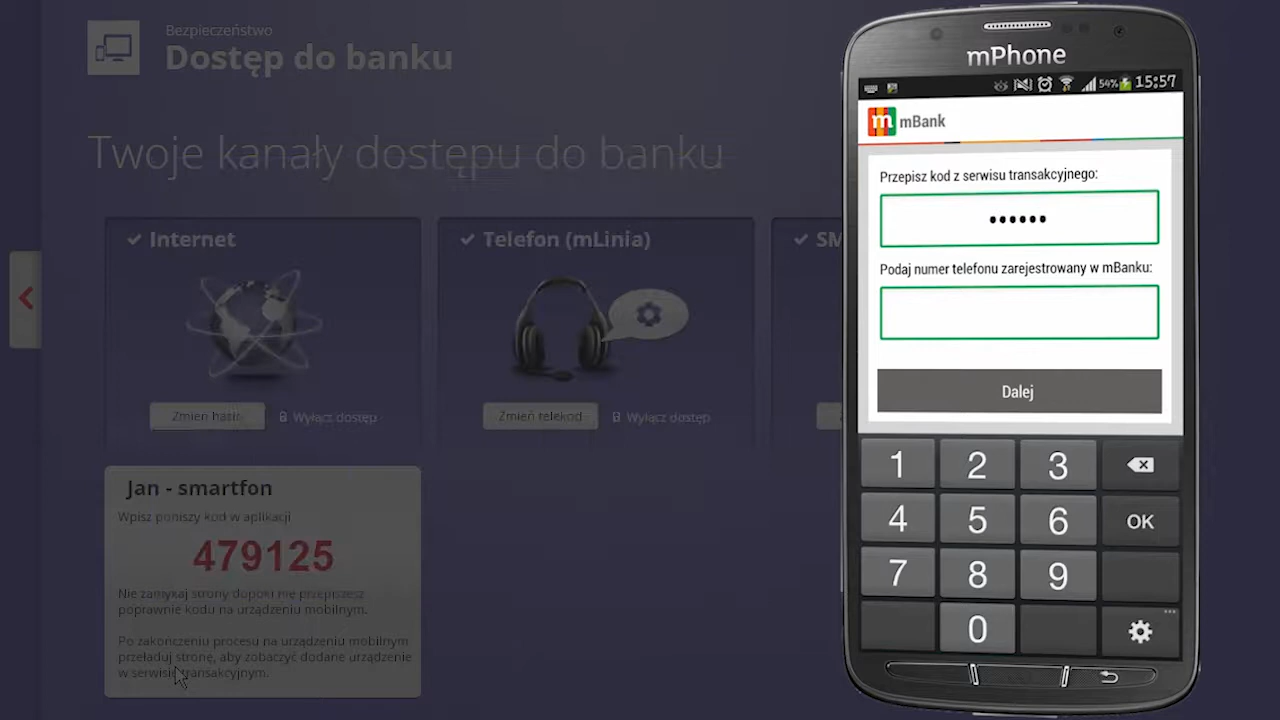 Bezpieczeństwo
Dostęp do banku
Twoje kanały dostępu do banku
Internet
Zmień hasło
Wyłącz dostęp
Telefon (mLinia)
Zmień telekod
Wyłącz dostęp
SM
Jan - smartfon
Wpisz poniszy kod w aplikacji
479125
Nie zamykaj strony dopóki nie przepiszesz
poprawnie kodu na urządzeniu mobilnym.
Po zakończeniu procesu na urządzeniu mobilnym
przeładuj stronę, aby zobaczyć dodane urządzenie
w serwisie transakcyjnym.
mPhone
54% 15:57
m mBank
Przepisz kod z serwisu transakcyjnego:
••••••
Podaj numer telefonu zarejestrowany w mBanku:
Dalej
1 2 3
4 5 6 OK
7 8 9
0